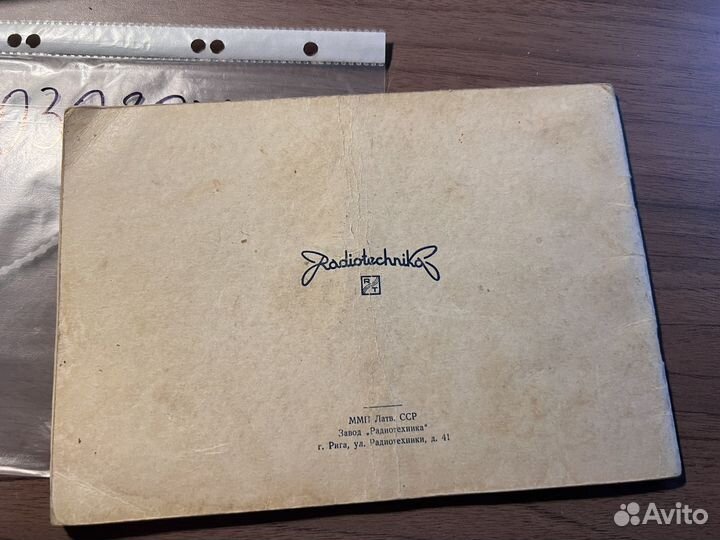 Radiotechnika
RT
ММП Латв. ССР
Завод „Радиотехника"
г. Рига, ул. Радиотехники, д. 41
Avito